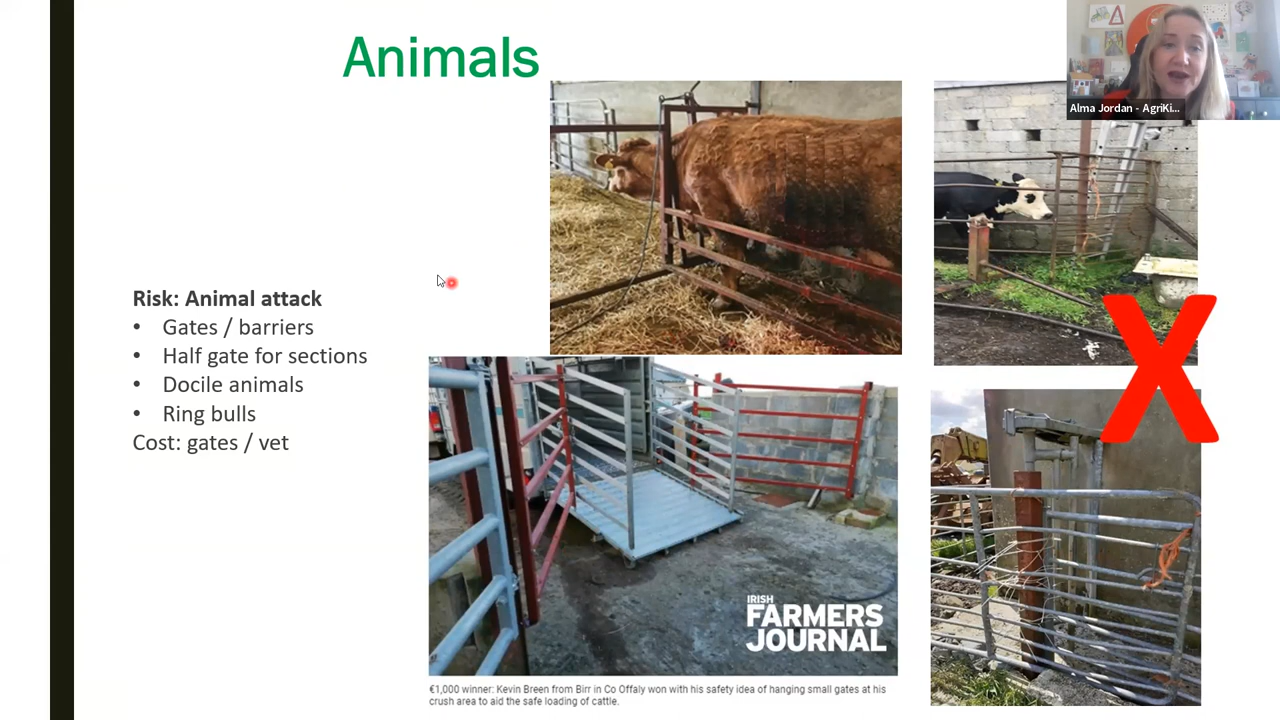 Animals
Alma Jordan - AgriKi...
Risk: Animal attack
• Gates / barriers
• Half gate for sections
• Docile animals
• Ring bulls
Cost: gates / vet
X
IRISH
FARMERS
JOURNAL
€1,000 winner: Kevin Breen from Birr in Co Offaly won with his safety idea of hanging small gates at his
crush area to aid the safe loading of cattle.